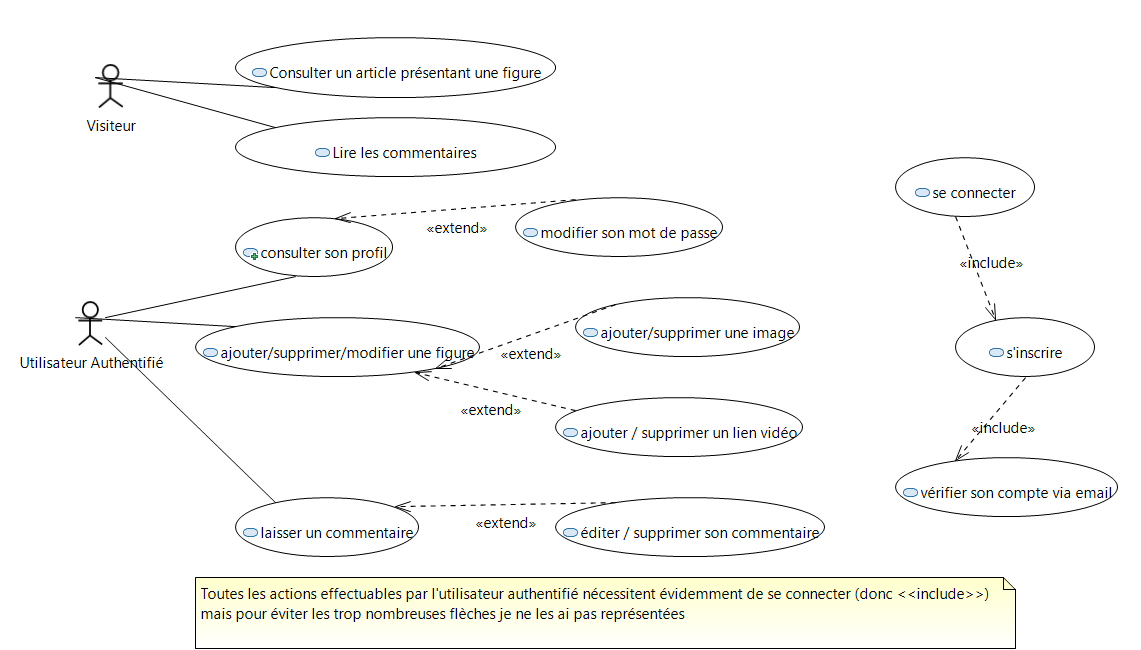 Consulter un article présentant une figure
Visiteur
Lire les commentaires
se connecter
«extend»
modifier son mot de passe
consulter son profil
«include»
ajouter/supprimer une image
ajouter/supprimer/modifier une figure
«extend»
s'inscrire
Utilisateur Authentifié
«extend»
ajouter / supprimer un lien vidéo
«include»
vérifier son compte via email
«extend»
laisser un commentaire
éditer / supprimer son commentaire
Toutes les actions effectuables par l'utilisateur authentifié nécessitent évidemment de se connecter (donc <<include>>)
mais pour éviter les trop nombreuses flèches je ne les ai pas représentées